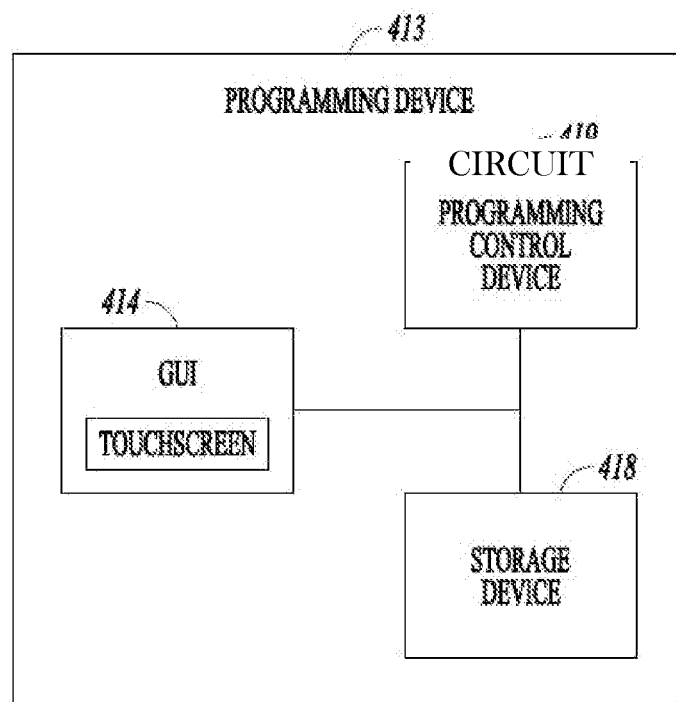 413
PROGRAMMING DEVICE
CIRCUIT
PROGRAMMING
CONTROL
DEVICE
414
GUI
TOUCHSCREEN
418
STORAGE
DEVICE